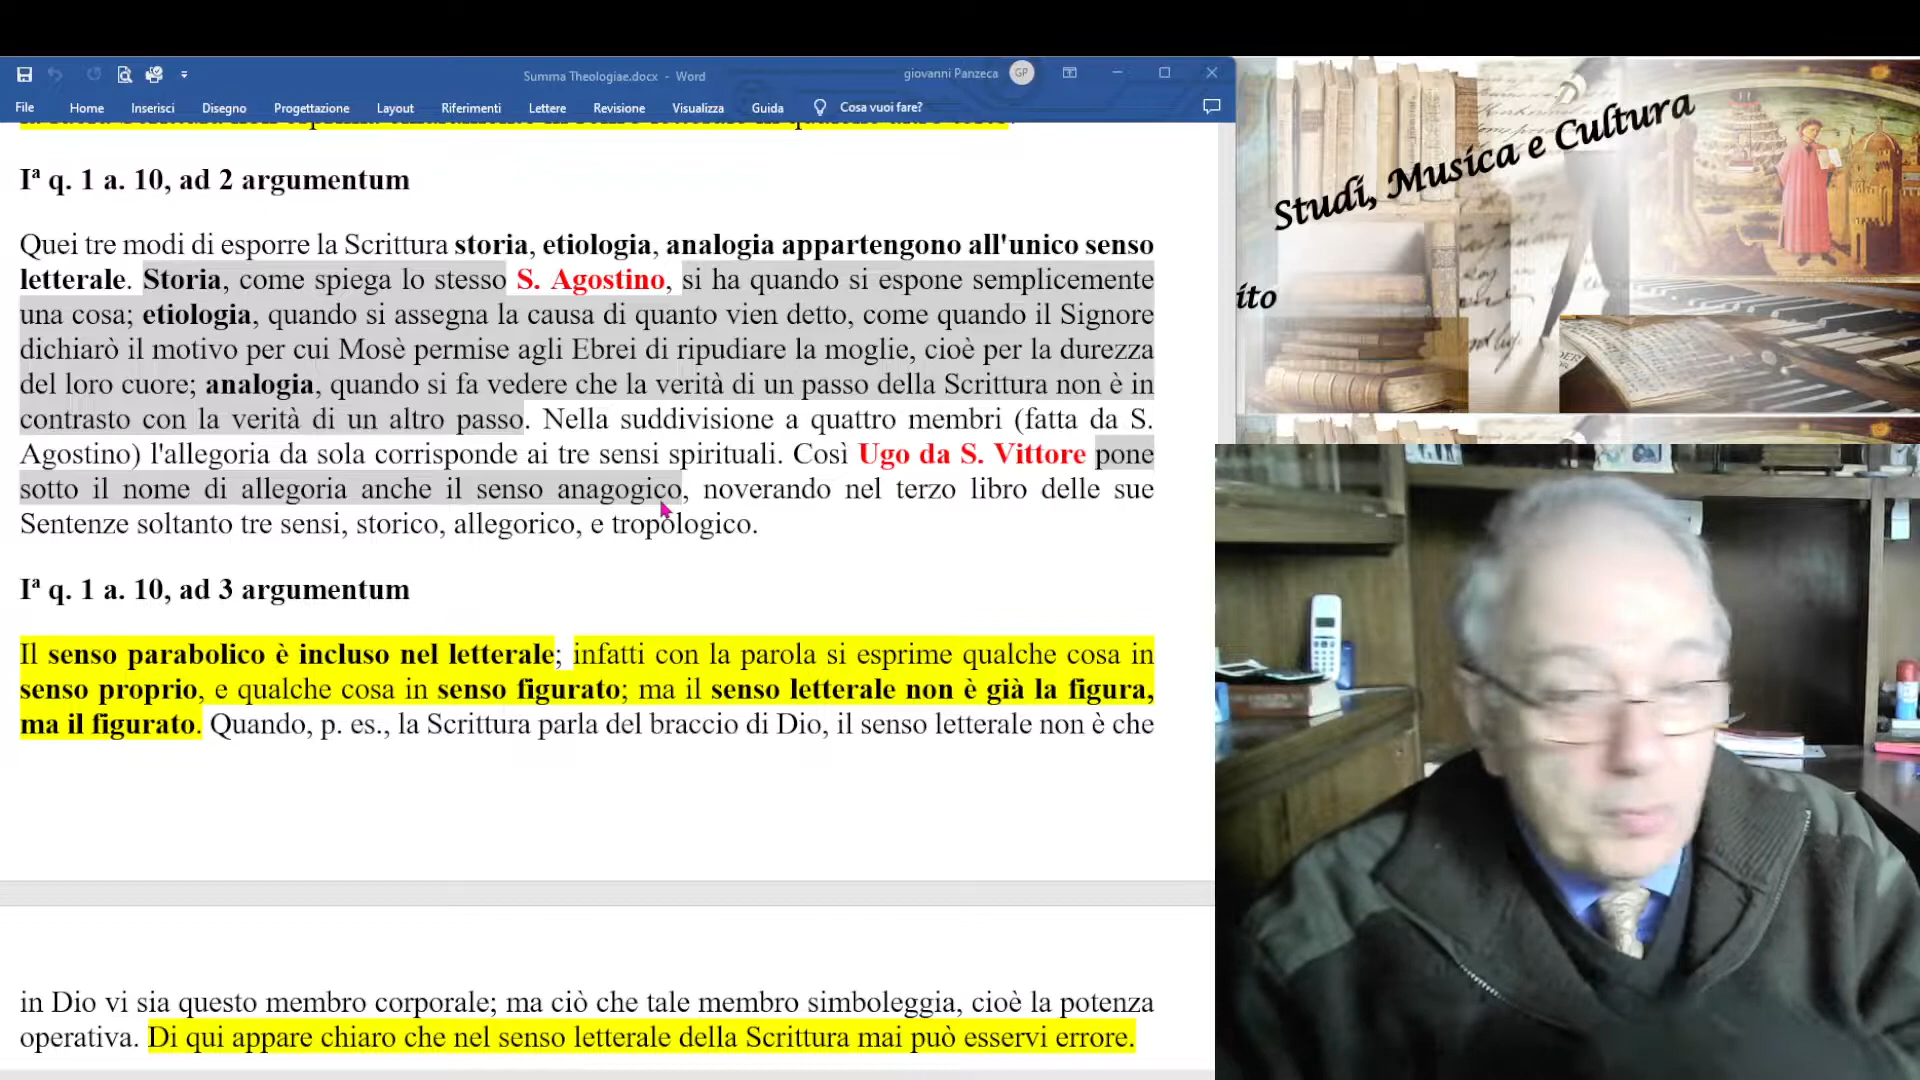 Summa Theologiae.docx - Word
giovanni Panzeca GP
File Home Inserisci Disegno Progettazione Layout Riferimenti Lettere Revisione Visualizza Guida Cosa vuoi fare?
Iª q. 1 a. 10, ad 2 argumentum
Quei tre modi di esporre la Scrittura storia, etiologia, analogia appartengono all'unico senso
letterale. Storia, come spiega lo stesso S. Agostino, si ha quando si espone semplicemente
una cosa; etiologia, quando si assegna la causa di quanto vien detto, come quando il Signore
dichiarò il motivo per cui Mosè permise agli Ebrei di ripudiare la moglie, cioè per la durezza
del loro cuore; analogia, quando si fa vedere che la verità di un passo della Scrittura non è in
contrasto con la verità di un altro passo. Nella suddivisione a quattro membri (fatta da S.
Agostino) l'allegoria da sola corrisponde ai tre sensi spirituali. Così Ugo da S. Vittore pone
sotto il nome di allegoria anche il senso anagogico, noverando nel terzo libro delle sue
Sentenze soltanto tre sensi, storico, allegorico, e tropologico.
Iª q. 1 a. 10, ad 3 argumentum
Il senso parabolico è incluso nel letterale; infatti con la parola si esprime qualche cosa in
senso proprio, e qualche cosa in senso figurato; ma il senso letterale non è già la figura,
ma il figurato. Quando, p. es., la Scrittura parla del braccio di Dio, il senso letterale non è che
in Dio vi sia questo membro corporale; ma ciò che tale membro simboleggia, cioè la potenza
operativa. Di qui appare chiaro che nel senso letterale della Scrittura mai può esservi errore.
Studi, Musica e Cultura
ito